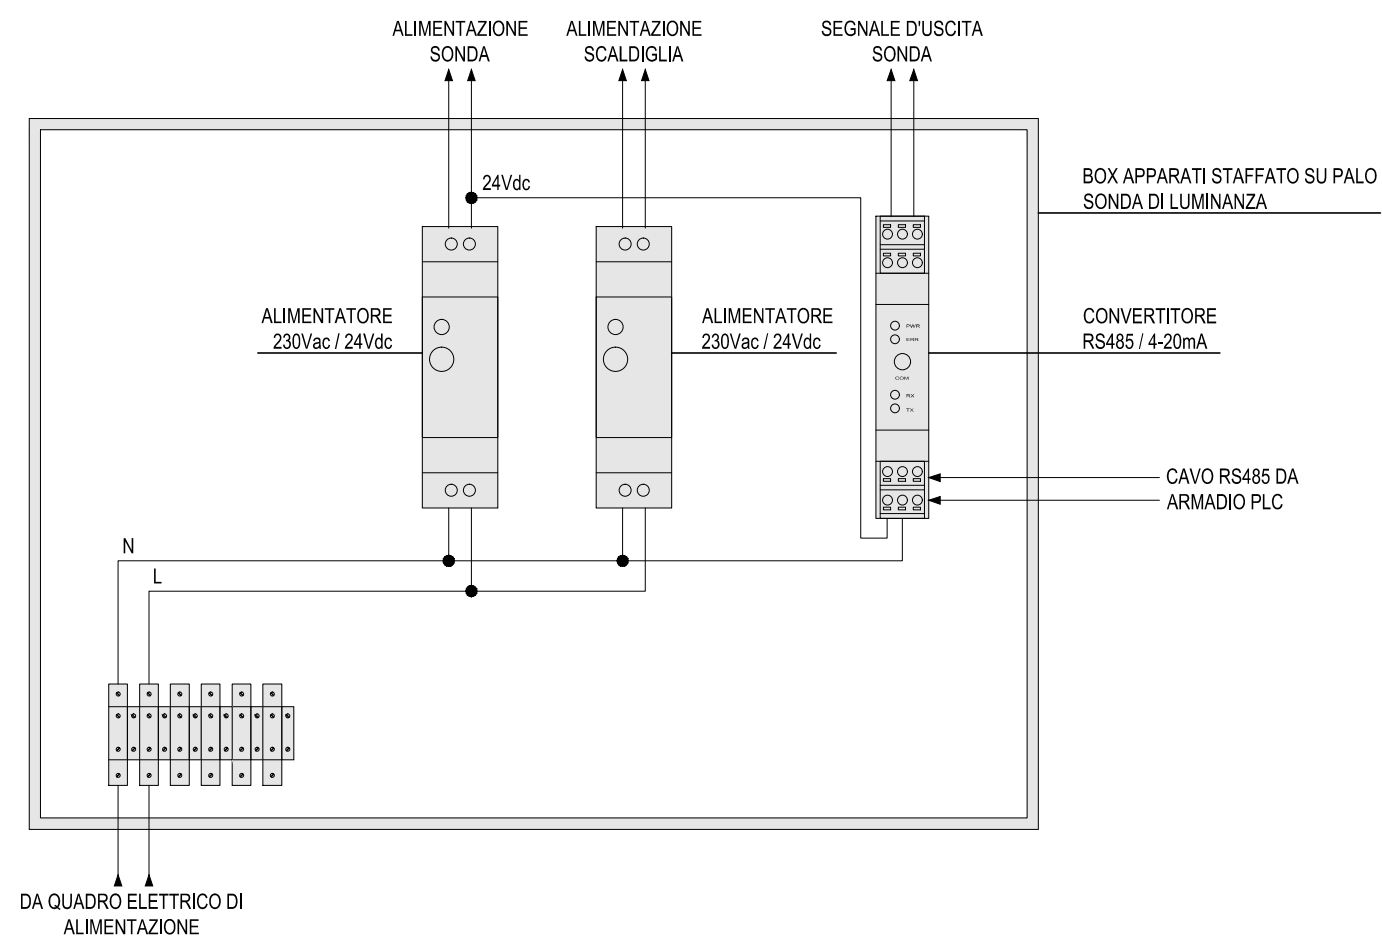 ALIMENTAZIONE
SONDA
ALIMENTAZIONE
SCALDIGLIA
SEGNALE D'USCITA
SONDA
24Vdc
BOX APPARATI STAFFATO SU PALO
SONDA DI LUMINANZA
ALIMENTATORE
230Vac / 24Vdc
ALIMENTATORE
230Vac / 24Vdc
PWR
ERR
COM
RX
TX
CONVERTITORE
RS485 / 4-20mA
CAVO RS485 DA
ARMADIO PLC
N
L
DA QUADRO ELETTRICO DI
ALIMENTAZIONE